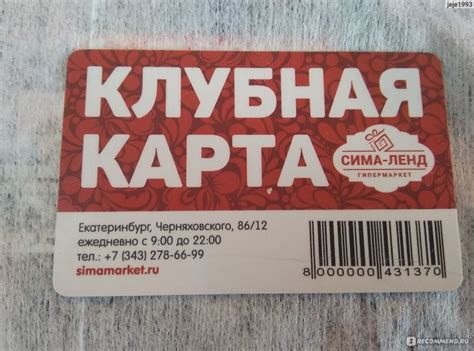 jeje1993
КЛУБНАЯ
КАРТА
СИМА-ЛЕНД
ГИПЕРМАРКЕТ
Екатеринбург, Черняховского, 86/12
ежедневно с 9:00 до 22:00
тел.: +7 (343) 278-66-99
simamarket.ru
8 000000 431370
IRECOMMEND.RU